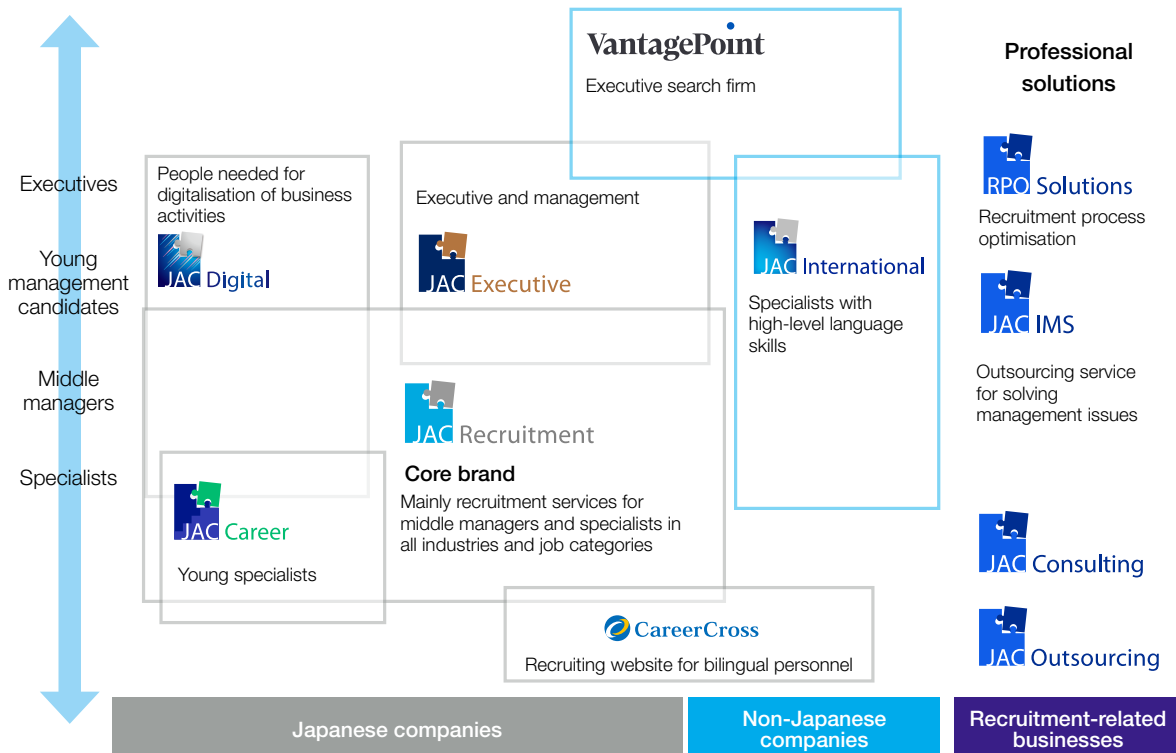 VantagePoint
Executive search firm
Professional
solutions
Executives
Young
management
candidates
Middle
managers
Specialists
People needed for
digitalisation of business
activities
JAC Digital
Executive and management
JAC Executive
JAC International
Specialists with
high-level language
skills
RPO Solutions
Recruitment process
optimisation
JAC IMS
Outsourcing service
for solving
management issues
JAC Recruitment
Core brand
Mainly recruitment services for
middle managers and specialists in
all industries and job categories
JAC Career
Young specialists
JAC Consulting
CareerCross
Recruiting website for bilingual personnel
JAC Outsourcing
Japanese companies
Non-Japanese
companies
Recruitment-related
businesses